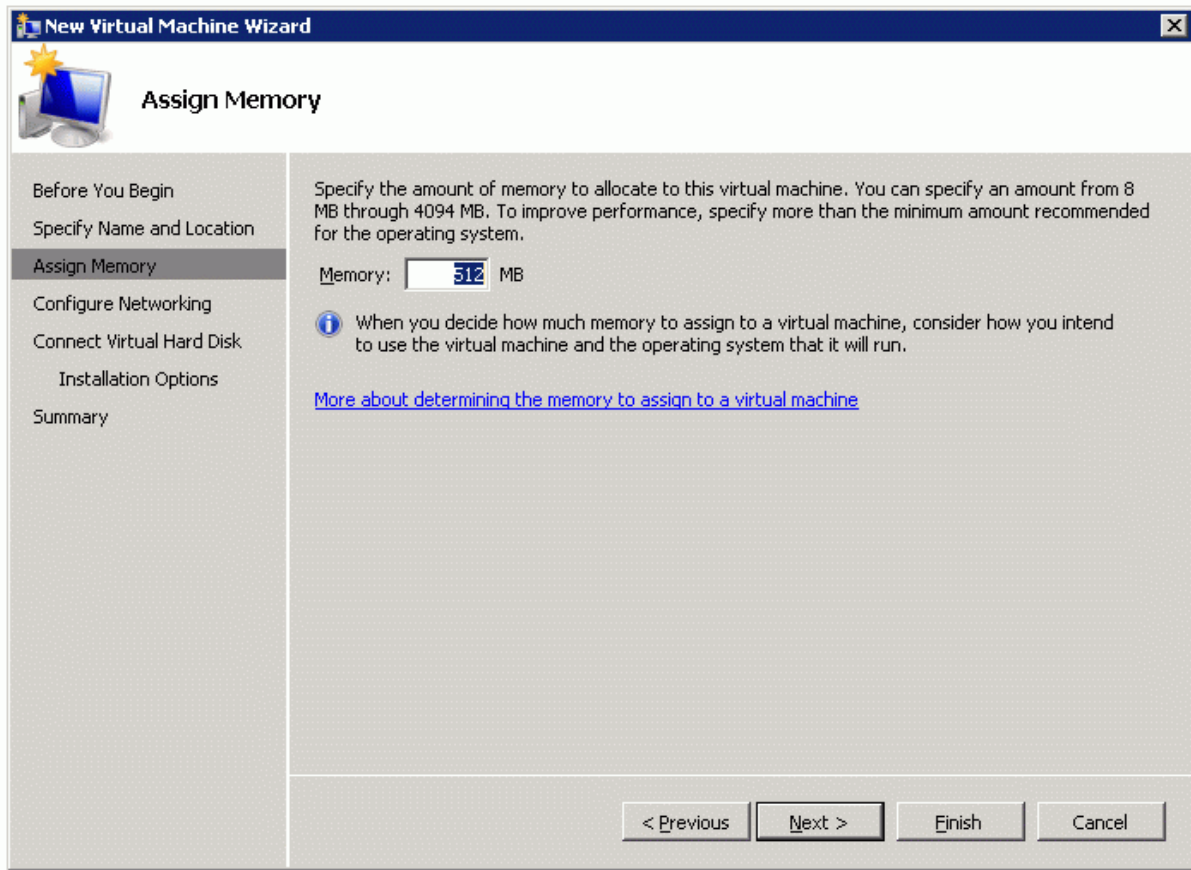 New Virtual Machine Wizard
Assign Memory
Before You Begin
Specify Name and Location
Assign Memory
Configure Networking
Connect Virtual Hard Disk
Installation Options
Summary
Specify the amount of memory to allocate to this virtual machine. You can specify an amount from 8
MB through 4094 MB. To improve performance, specify more than the minimum amount recommended
for the operating system.
Memory: 512 MB
When you decide how much memory to assign to a virtual machine, consider how you intend
to use the virtual machine and the operating system that it will run.
More about determining the memory to assign to a virtual machine
< Previous Next > Finish Cancel